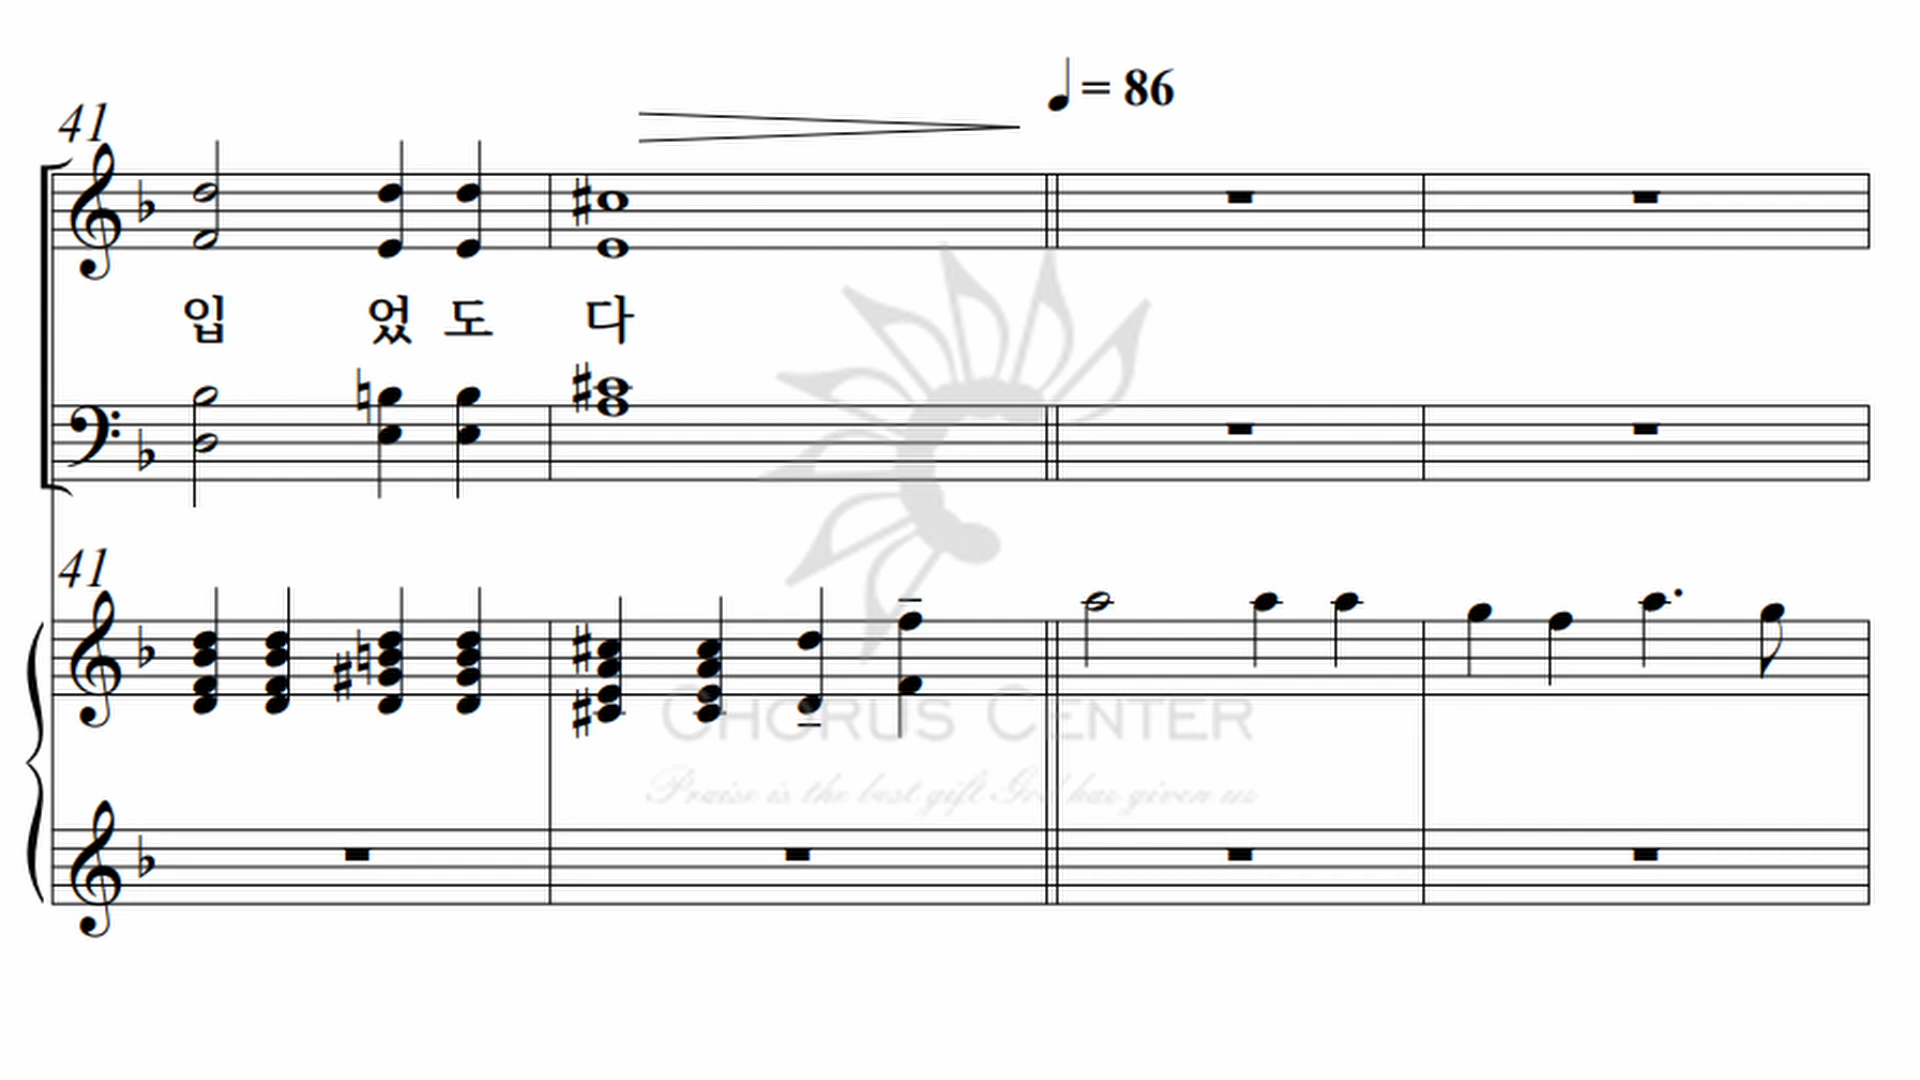 = 86
41
입 었 도 다
41
CHORUS CENTER
Praise is the best gift God has given us